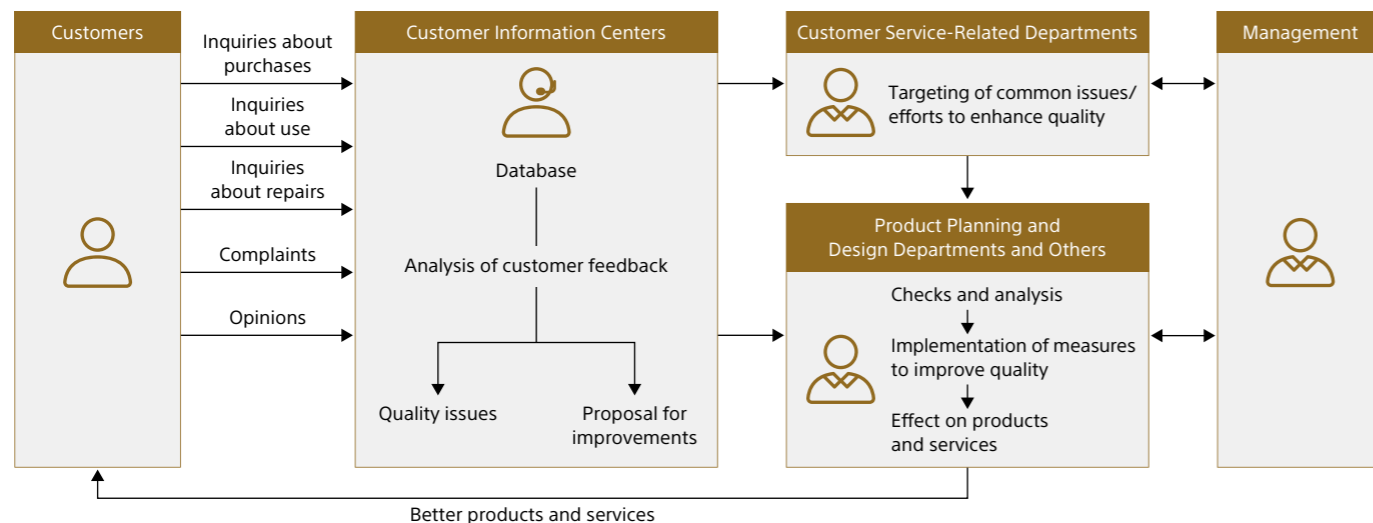 Customers
Inquiries about
purchases
Inquiries
about use
Inquiries
about repairs
Complaints
Opinions
Customer Information Centers
Database
Analysis of customer feedback
Quality issues
Proposal for
improvements
Customer Service-Related Departments
Targeting of common issues/
efforts to enhance quality
Product Planning and
Design Departments and Others
Checks and analysis
Implementation of measures
to improve quality
Effect on products
and services
Management
Better products and services